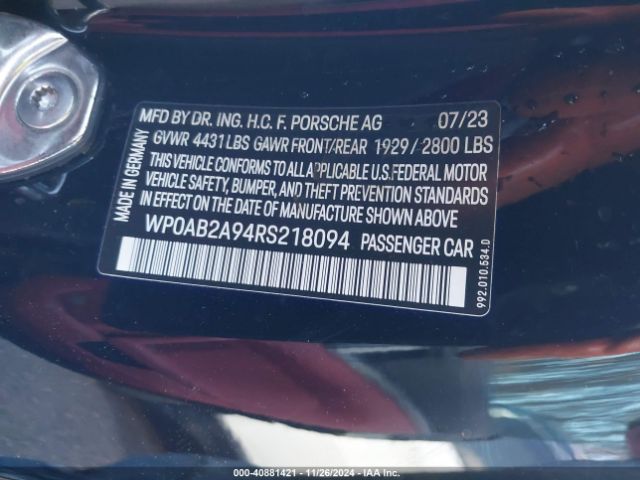 MFD BY DR. ING. H.C. F. PORSCHE AG 07/23
GVWR 4431LBS GAWR FRONT/REAR 1929/2800 LBS
THIS VEHICLE CONFORMS TO ALL APPLICABLE U.S.FEDERAL MOTOR
VEHICLE SAFETY, BUMPER, AND THEFT PREVENTION STANDARDS
IN EFFECT ON THE DATE OF MANUFACTURE SHOWN ABOVE
WP0AB2A94RS218094 PASSENGER CAR
MADE IN GERMANY
992.010.534.0
000-40881421 - 11/26/2024 - IAA Inc.